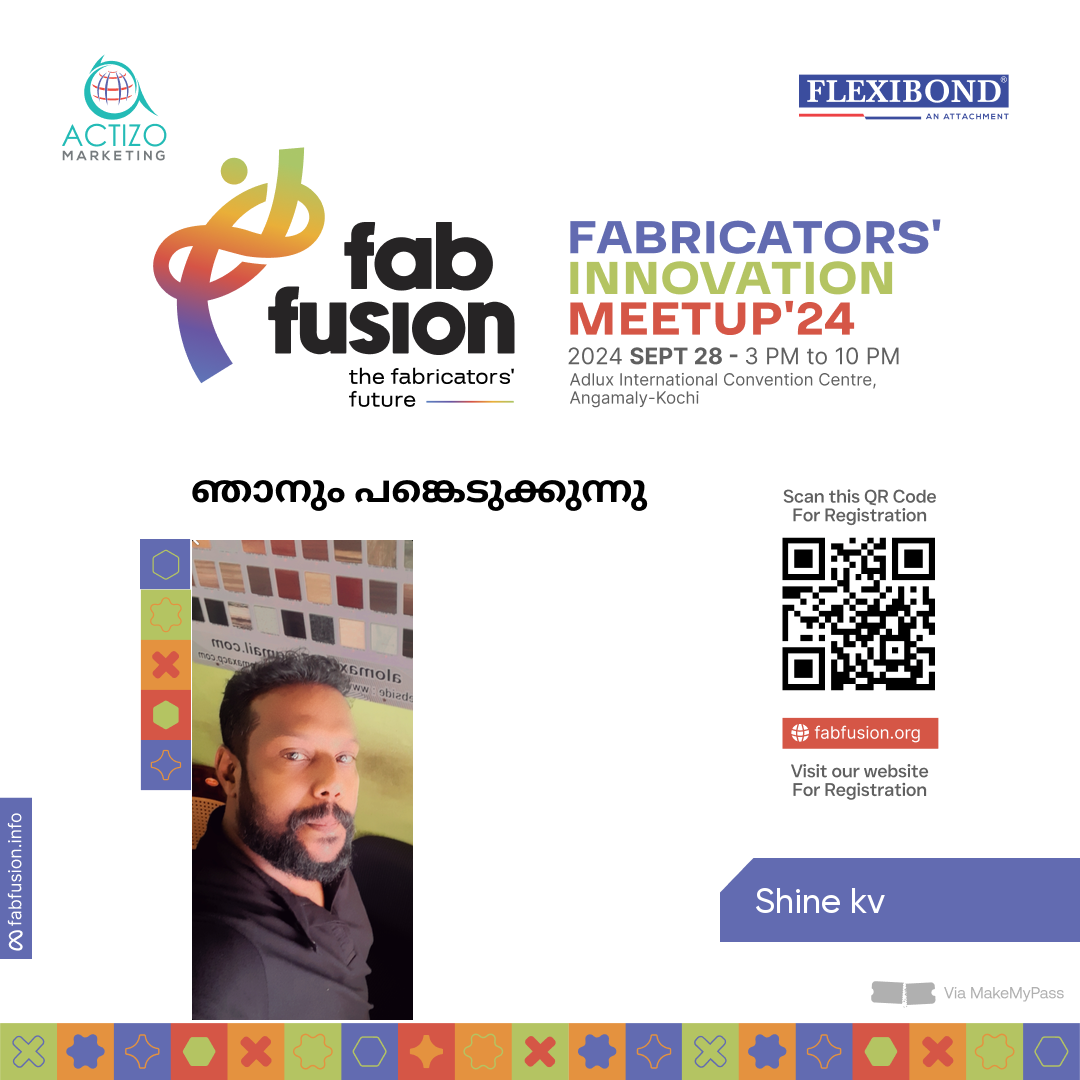 ACTIZO
MARKETING
FLEXIBOND®
AN ATTACHMENT
fab
fusion
the fabricators'
future
FABRICATORS'
INNOVATION
MEETUP'24
2024 SEPT 28 - 3 PM to 10 PM
Adlux International Convention Centre,
Angamaly-Kochi
ഞാനും പങ്കെടുക്കുന്നു
Scan this QR Code
For Registration
fabfusion.org
Visit our website
For Registration
fabfusion.info
Shine kv
Via MakeMyPass